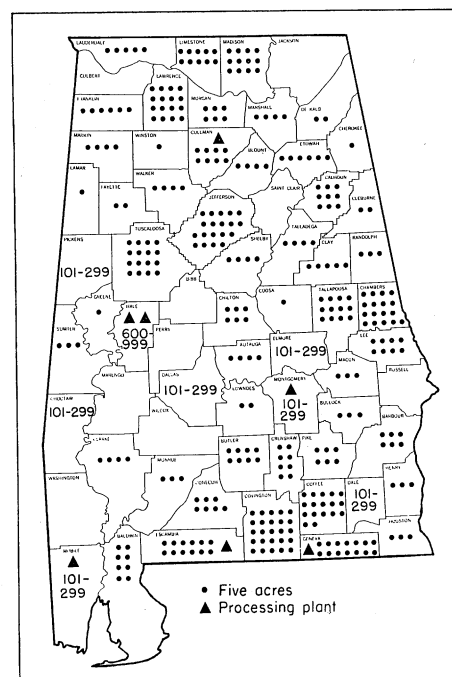 LAUDERDALE
LIMESTONE
MADISON
JACKSON
COLBERT
FRANKLIN
LAWRENCE
MORGAN
MARSHALL
DE KALB
CHEROKEE
MARION
WINSTON
CULLMAN
BLOUNT
ETOWAH
LAMAR
FAYETTE
WALKER
JEFFERSON
SAINT CLAIR
CALHOUN
CLEBURNE
PICKENS
101-299
TUSCALOOSA
SHELBY
TALLADEGA
CLAY
RANDOLPH
BIBB
GREENE
HALE
600-
999
PERRY
CHILTON
COOSA
TALLAPOOSA
CHAMBERS
SUMTER
AUTAUGA
ELMORE
101-299
LEE
MACON
RUSSELL
CHOCTAW
101-299
MARENGO
DALLAS
101-299
WILCOX
LOWNDES
MONTGOMERY
101-
299
BULLOCK
BARBOUR
CLARKE
MONROE
BUTLER
CRENSHAW
PIKE
WASHINGTON
CONECUH
COVINGTON
COFFEE
DALE
101-
299
HENRY
HOUSTON
ESCAMBIA
GENEVA
BALDWIN
MOBILE
101-
299
Five acres
Processing plant